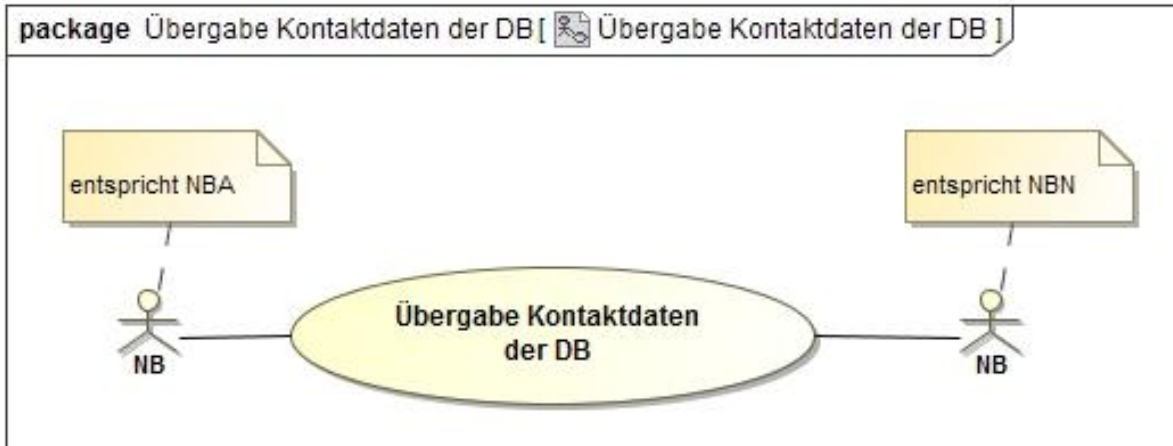 package Übergabe Kontaktdaten der DB [ Übergabe Kontaktdaten der DB ]
entspricht NBA
entspricht NBN
Übergabe Kontaktdaten
der DB
NB
NB